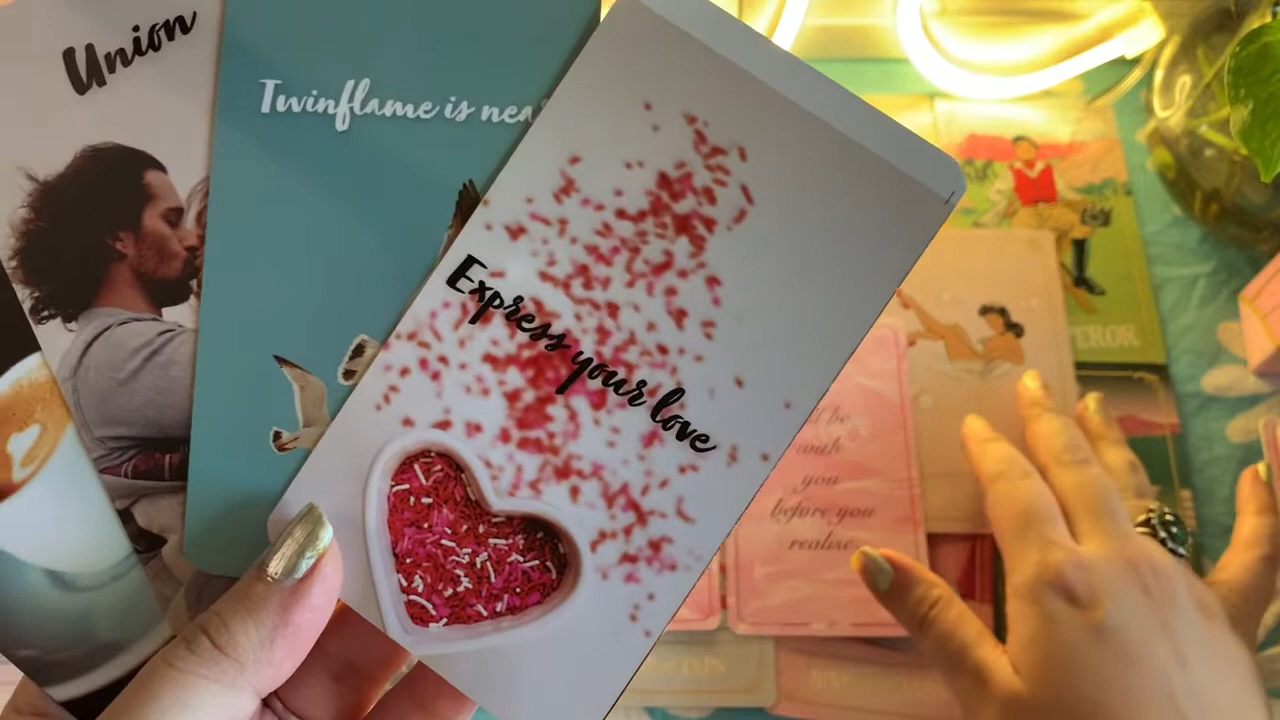 Union
Twinflame is nea
Express your love
be
with
you
before you
realise
EROR